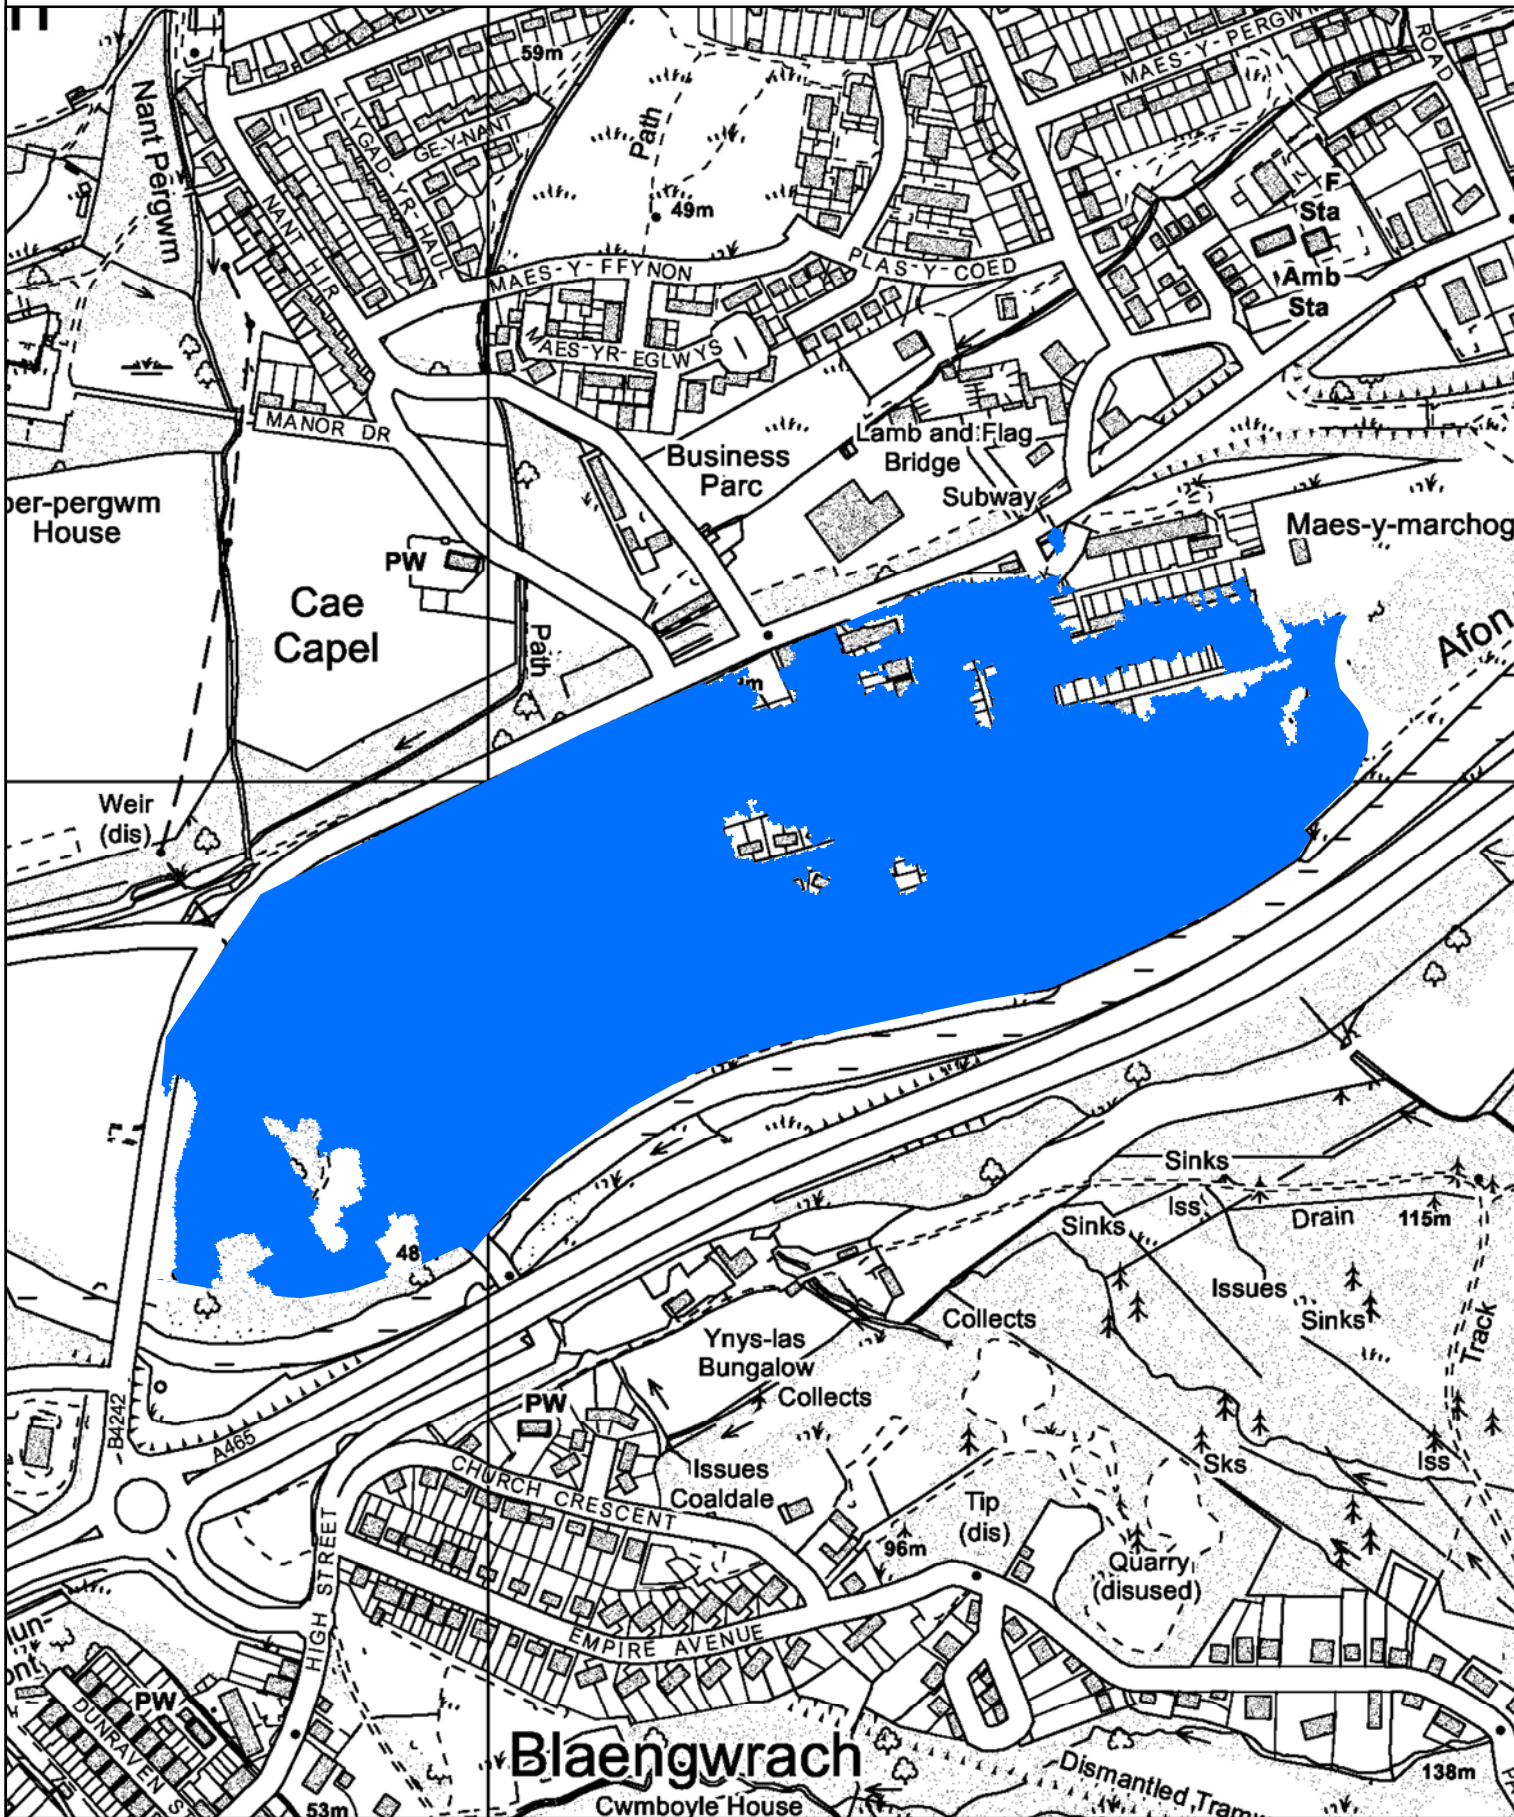 59m
MAES-Y-PERGWM
ROAD
Nant Pergwm
LLYGAD-YR-HAUL
GE-Y-NANT
Path
NANT HIR
49m
F
Sta
Amb
Sta
MAES-Y-FFYNON
PLAS-Y-COED
MAES-YR-EGLWYS
MANOR DR
Lamb and Flag
Bridge
Business
Parc
Subway
per-pergwm
House
Maes-y-marchog
PW
Cae
Capel
Path
Afon
m
Weir
(dis)
Sinks
Iss
Sinks
Drain
115m
48
Issues
Sinks
Collects
Track
Ynys-las
Bungalow
Collects
B4242
PW
A465
Iss
Sks
CHURCH CRESCENT
Issues
Coaldale
Tip
(dis)
96m
Quarry
(disused)
HIGH STREET
EMPIRE AVENUE
PW
DUNRAVEN ST
Blaengwrach
138m
Dismantled Tramw
53m
Cwmboyle House